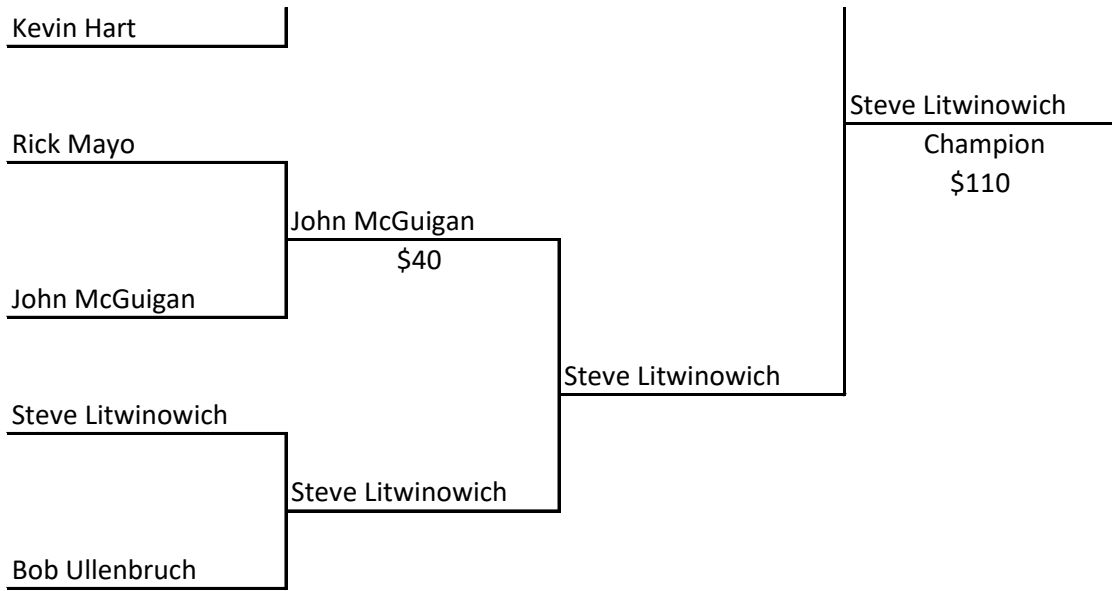 Kevin Hart
Steve Litwinowich
Rick Mayo
Champion
$110
John McGuigan
$40
John McGuigan
Steve Litwinowich
Steve Litwinowich
Steve Litwinowich
Bob Ullenbruch